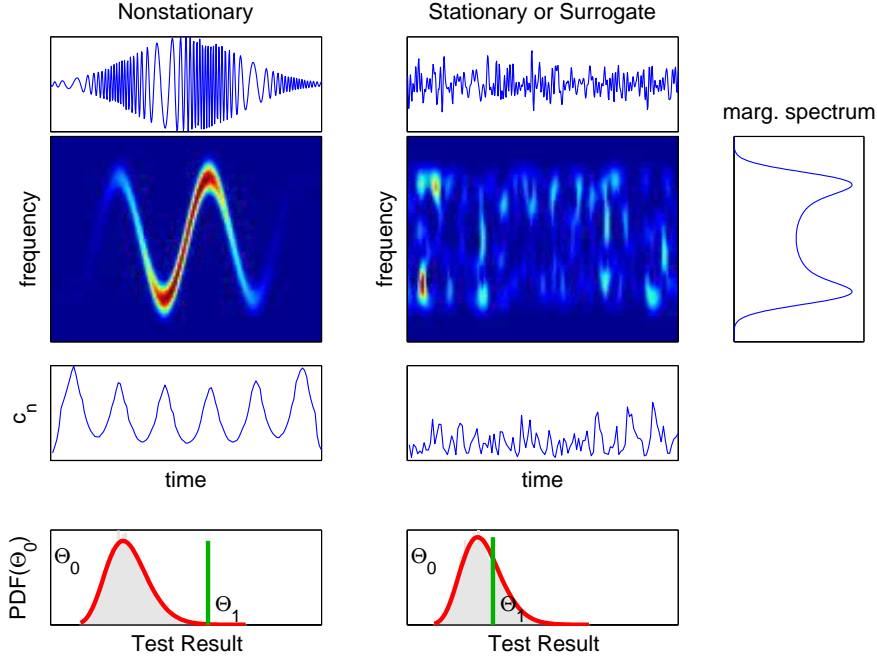 Nonstationary
Stationary or Surrogate
marg. spectrum
frequency
frequency
c_n
time
time
PDF(Θ_0)
Θ_0
Θ_1
Θ_0
Θ_1
Test Result
Test Result